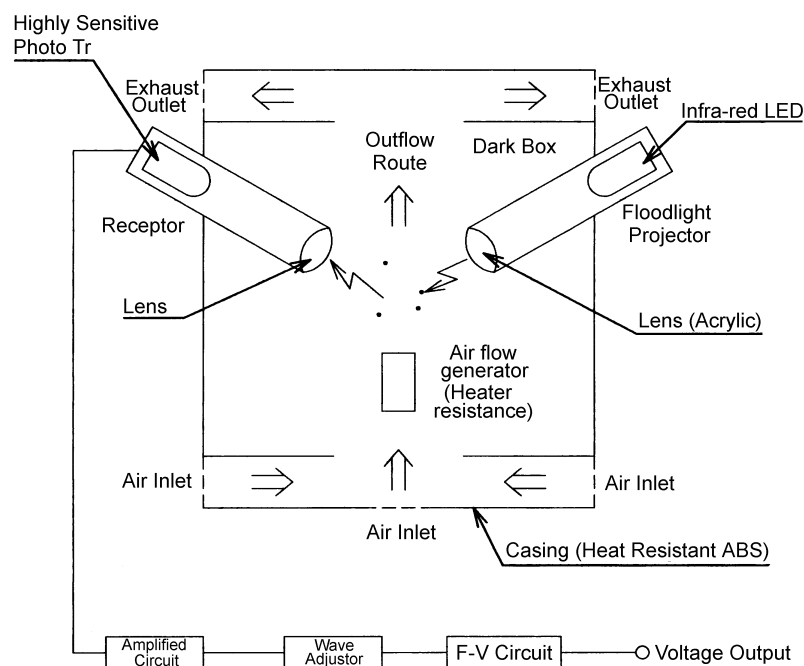 Highly Sensitive
Photo Tr
Exhaust
Outlet
Exhaust
Outlet
Infra-red LED
Outflow
Route
Dark Box
Receptor
Floodlight
Projector
Lens
Lens (Acrylic)
Air flow
generator
(Heater
resistance)
Air Inlet
Air Inlet
Air Inlet
Casing (Heat Resistant ABS)
Amplified
Circuit
Wave
Adjustor
F-V Circuit
Voltage Output